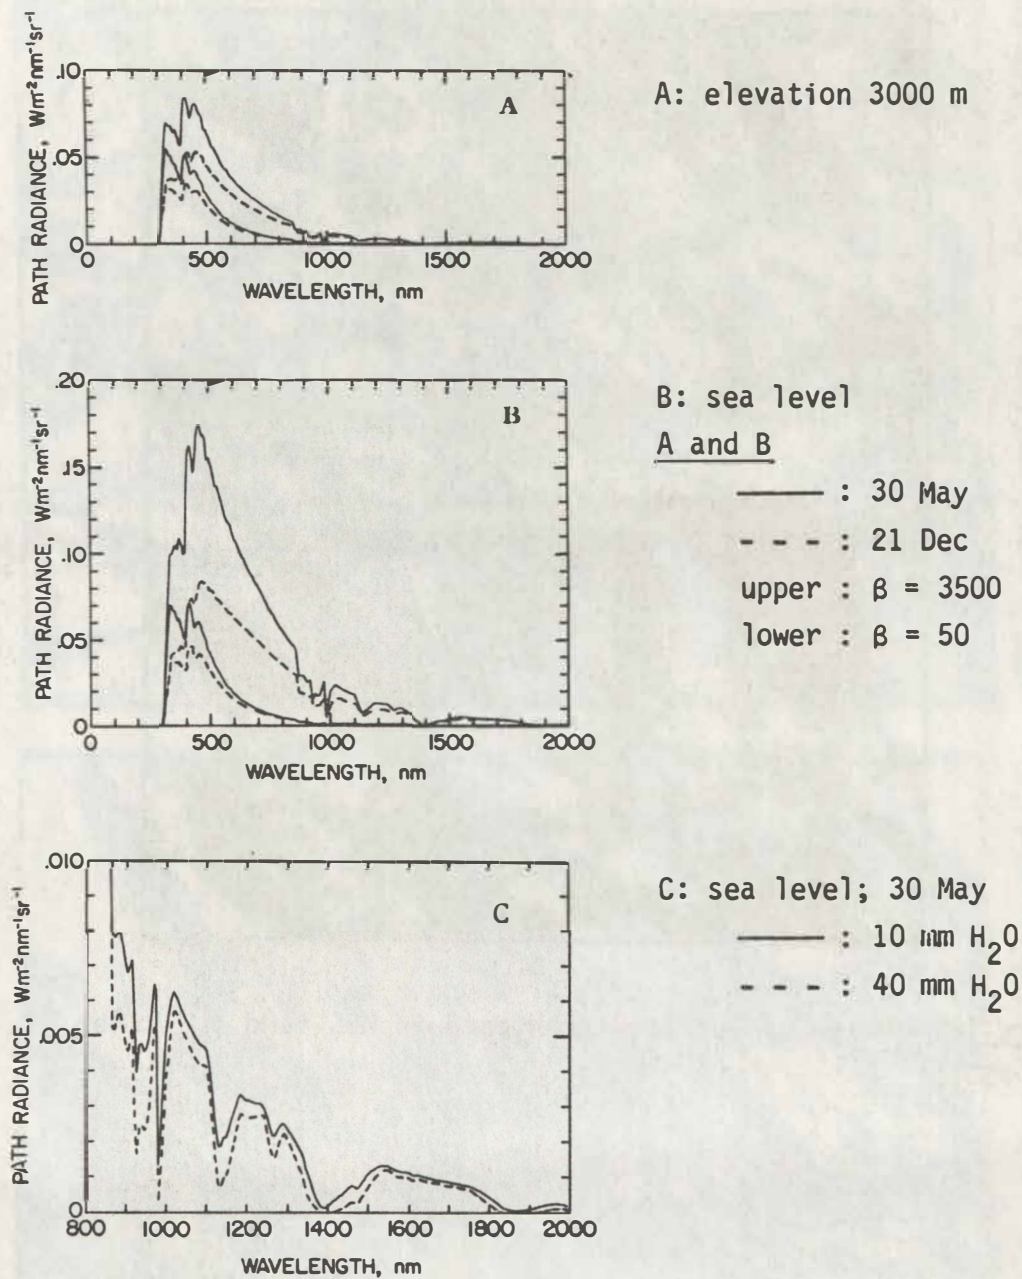 PATH RADIANCE, Wm⁻²nm⁻¹sr⁻¹
.10
.05
0
A
0 500 1000 1500 2000
WAVELENGTH, nm
A: elevation 3000 m
PATH RADIANCE, Wm⁻²nm⁻¹sr⁻¹
.20
.15
.10
.05
0
B
0 500 1000 1500 2000
WAVELENGTH, nm
B: sea level
A and B
: 30 May
: 21 Dec
upper : β = 3500
lower : β = 50
PATH RADIANCE, Wm⁻²nm⁻¹sr⁻¹
.010
.005
0
C
800 1000 1200 1400 1600 1800 2000
WAVELENGTH, nm
C: sea level; 30 May
: 10 mm H₂O
: 40 mm H₂O